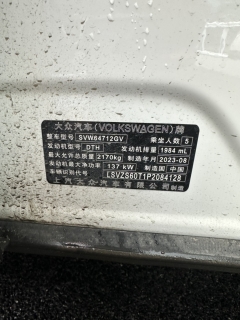 大众汽车(VOLKSWAGEN)牌
整车型号 SVW64712GV 乘坐人数 5
发动机型号 DTH 发动机排量 1984 mL
最大允许总质量 2170kg 制造年月 2023-08
发动机最大净功率 137 kW 制造国 中国
车辆识别代号 LSVZS60T1P2084128
上汽大众汽车有限公司制造